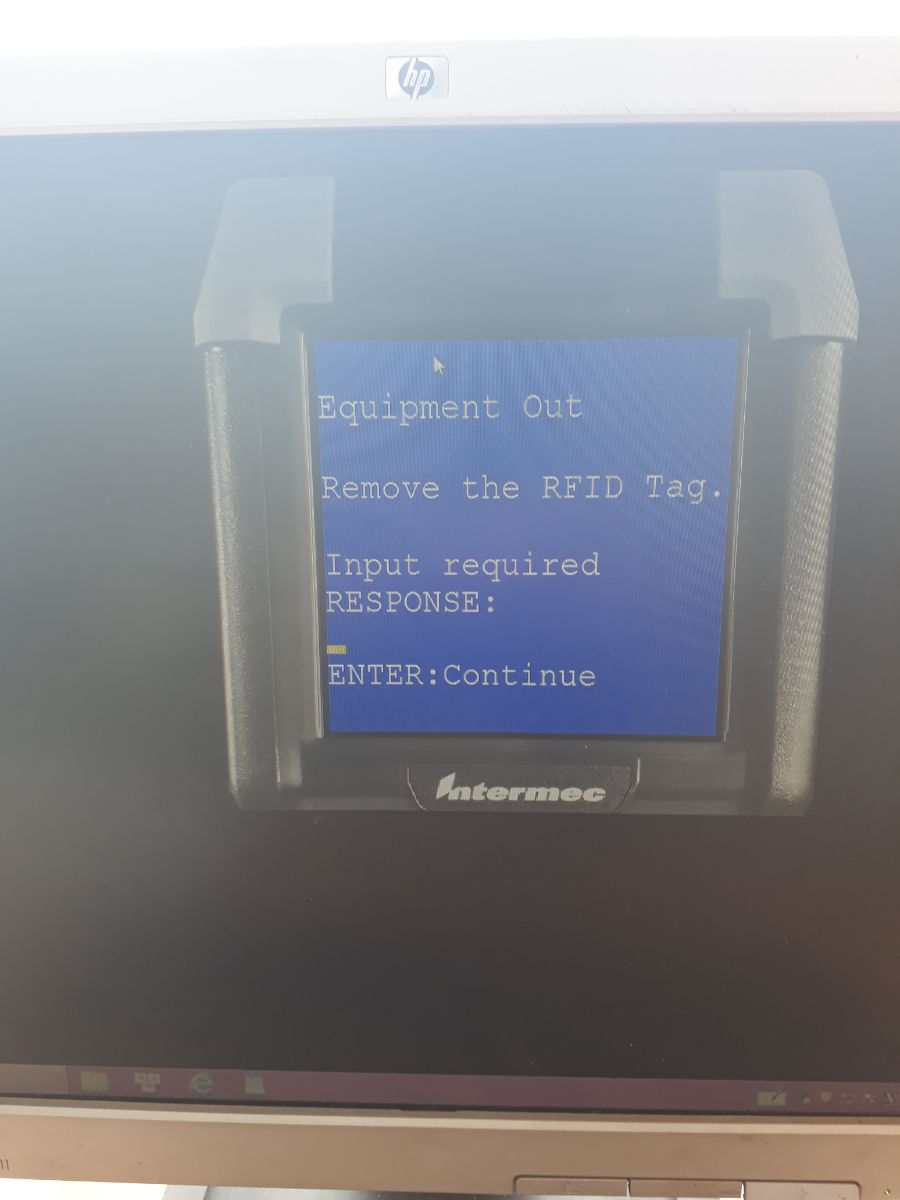 hp
Equipment Out
Remove the RFID Tag.
Input required
RESPONSE:
ENTER:Continue
Intermec